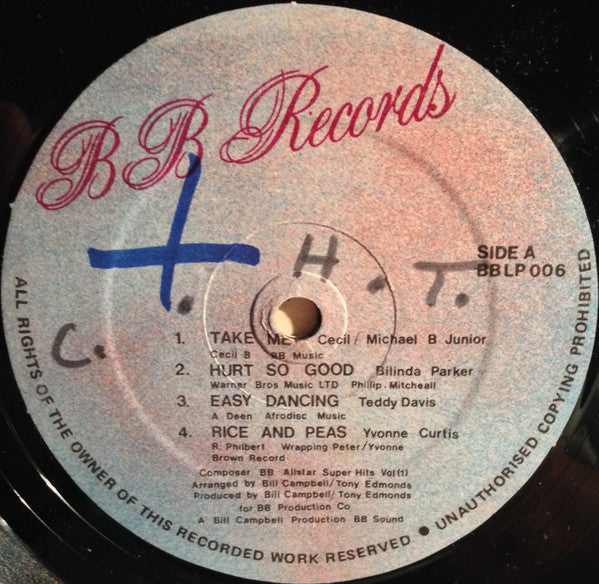 BB Records
SIDE A
BBLP 006
C. H. T.
1. TAKE ME Cecil/ Michael B Junior
Cecil B BB Music
2. HURT SO GOOD Bilinda Parker
Warner Bros Music LTD Phillip. Mitcheall
3. EASY DANCING Teddy Davis
A Deen Afrodisc Music
4. RICE AND PEAS Yvonne Curtis
R. Philbert Wrapping Peter/Yvonne
Brown Record
Composer BB Allstar Super Hits Vol(1)
Arranged by Bill Campbell/Tony Edmonds
Produced by Bill Campbell/Tony Edmonds
for BB Production Co
A Bill Campbell Production BB Sound
ALL RIGHTS OF THE OWNER OF THIS RECORDED WORK RESERVED ● UNAUTHORISED COPYING PROHIBITED